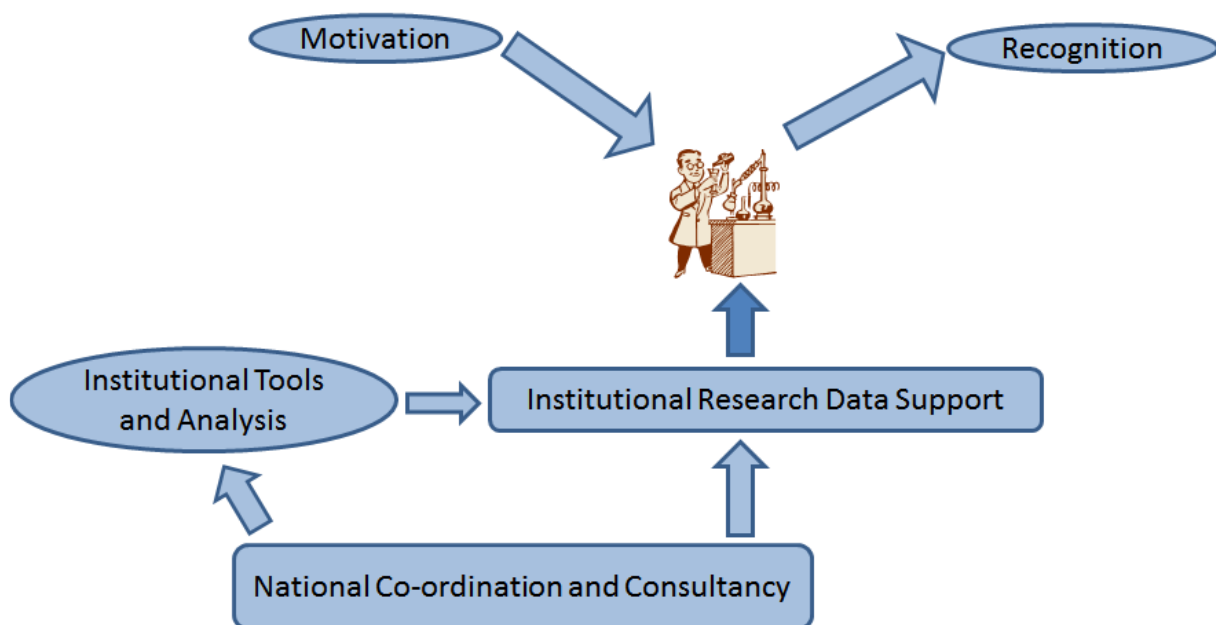 Motivation
Recognition
Institutional Tools
and Analysis
Institutional Research Data Support
National Co-ordination and Consultancy